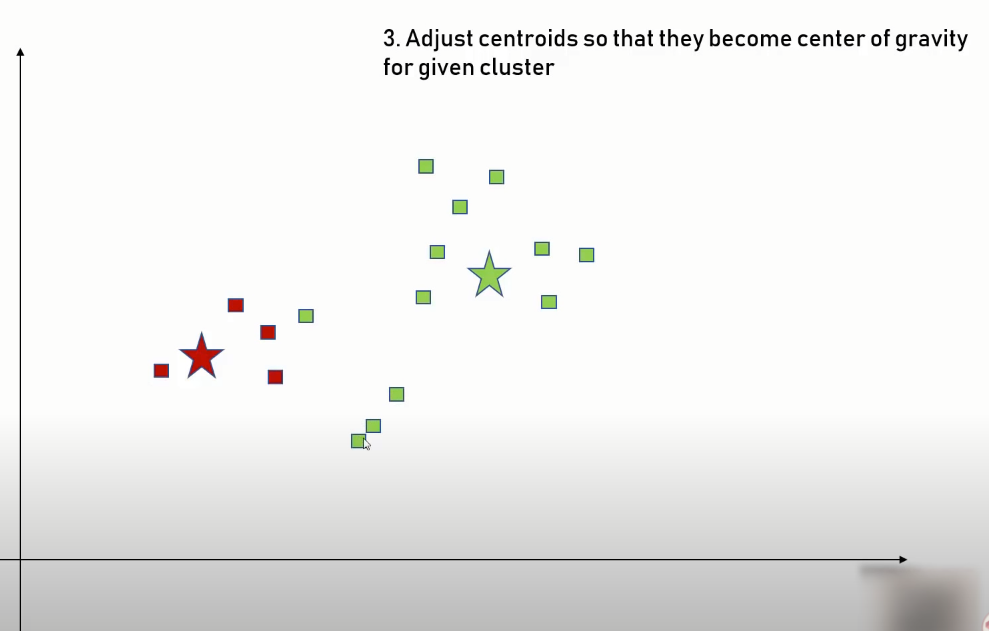 3. Adjust centroids so that they become center of gravity
for given cluster